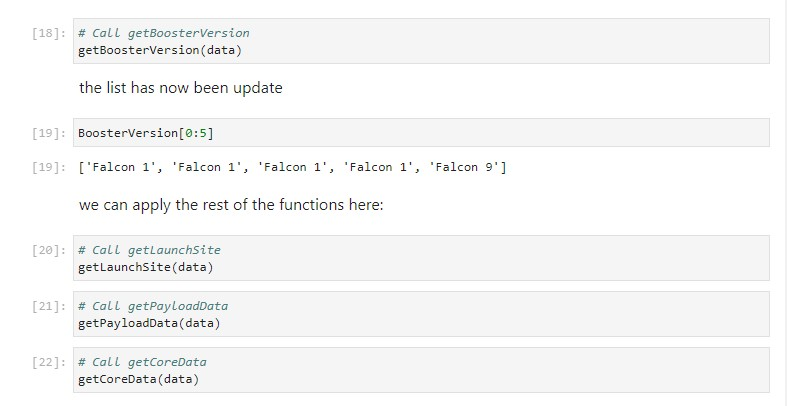 [18]: # Call getBoosterVersion
getBoosterVersion(data)
the list has now been update
[19]: BoosterVersion[0:5]
[19]: ['Falcon 1', 'Falcon 1', 'Falcon 1', 'Falcon 1', 'Falcon 9']
we can apply the rest of the functions here:
[20]: # Call getLaunchSite
getLaunchSite(data)
[21]: # Call getPayloadData
getPayloadData(data)
[22]: # Call getCoreData
getCoreData(data)